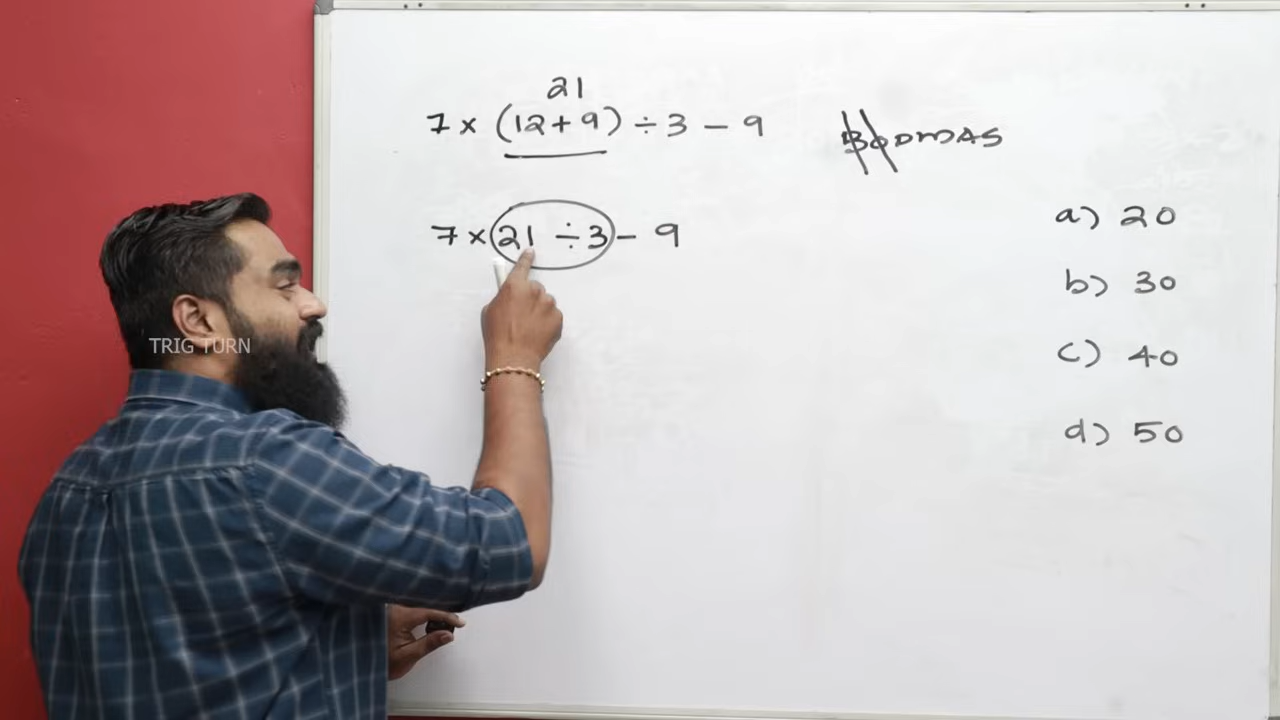 21
7 × (12 + 9) ÷ 3 − 9
BODMAS
7 × 21 ÷ 3 − 9
a) 20
b) 30
c) 40
d) 50
TRIG TURN